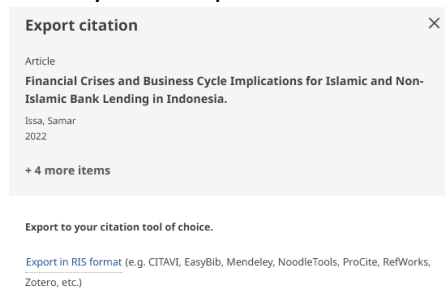 Export citation
Article
Financial Crises and Business Cycle Implications for Islamic and Non-
Islamic Bank Lending in Indonesia.
Issa, Samar
2022
+ 4 more items
Export to your citation tool of choice.
Export in RIS format (e.g. CITAVI, EasyBib, Mendeley, NoodleTools, ProCite, RefWorks,
Zotero, etc.)